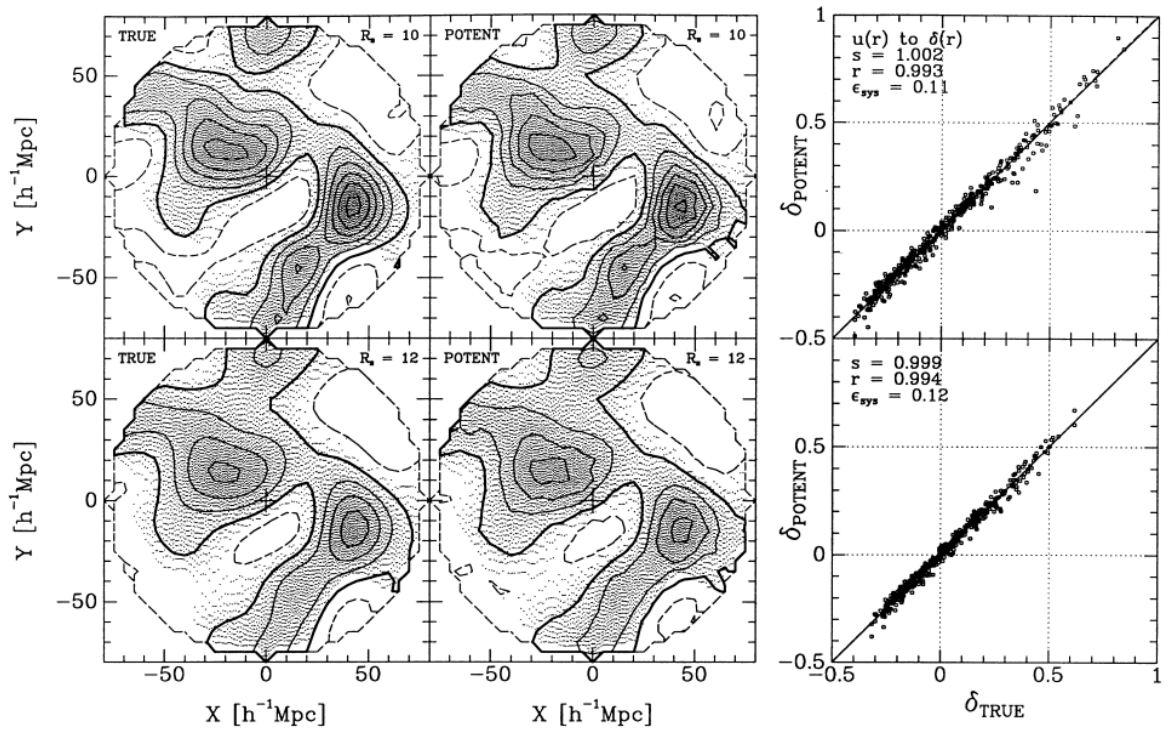 TRUE R_s = 10
POTENT R_s = 10
u(r) to δ(r)
s = 1.002
r = 0.993
ϵ_sys = 0.11
1
0.5
0
-0.5
δ_POTENT
50
0
-50
Y [h⁻¹Mpc]
TRUE R_s = 12
POTENT R_s = 12
s = 0.999
r = 0.994
ϵ_sys = 0.12
0.5
0
-0.5
δ_POTENT
50
0
-50
Y [h⁻¹Mpc]
-50 0 50
-50 0 50
X [h⁻¹Mpc]
X [h⁻¹Mpc]
-0.5 0 0.5 1
δ_TRUE